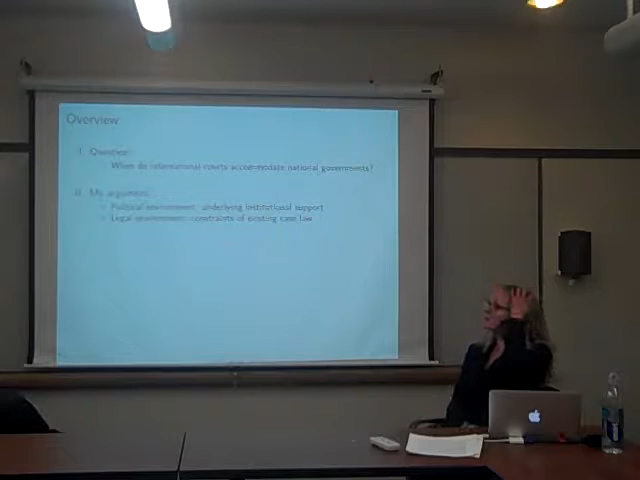 Overview
I. Question:
When do international courts accommodate national governments?
II. My argument:
Political environment: underlying institutional support
Legal environment: constraints of existing case law